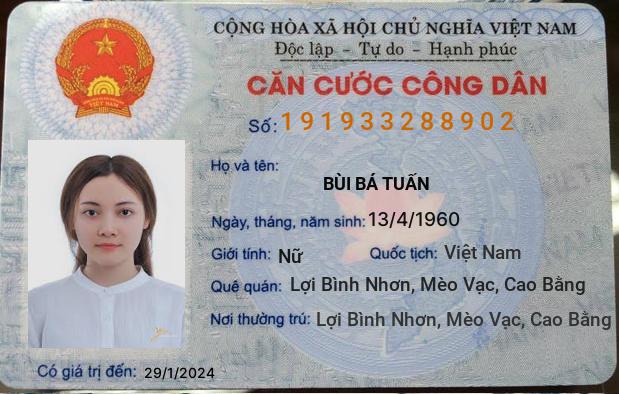 CỘNG HÒA XÃ HỘI CHỦ NGHĨA VIỆT NAM
Độc lập - Tự do - Hạnh phúc
CĂN CƯỚC CÔNG DÂN
Số: 191933288902
Họ và tên:
BÙI BÁ TUẤN
Ngày, tháng, năm sinh: 13/4/1960
Giới tính: Nữ Quốc tịch: Việt Nam
Quê quán: Lợi Bình Nhơn, Mèo Vạc, Cao Bằng
Nơi thường trú: Lợi Bình Nhơn, Mèo Vạc, Cao Bằng
Có giá trị đến: 29/1/2024
VIỆT NAM